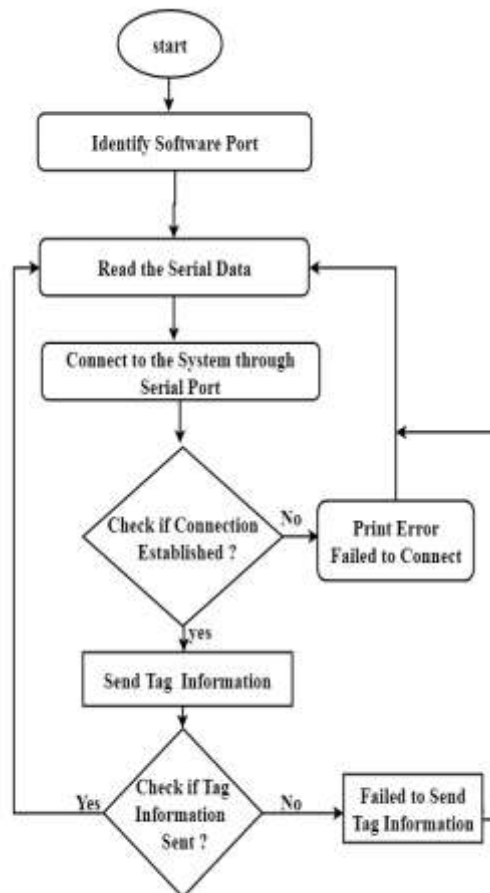 start
Identify Software Port
Read the Serial Data
Connect to the System through
Serial Port
Check if Connection
Established ?
No
Print Error
Failed to Connect
yes
Send Tag Information
Check if Tag
Information
Sent ?
Yes
No
Failed to Send
Tag Information